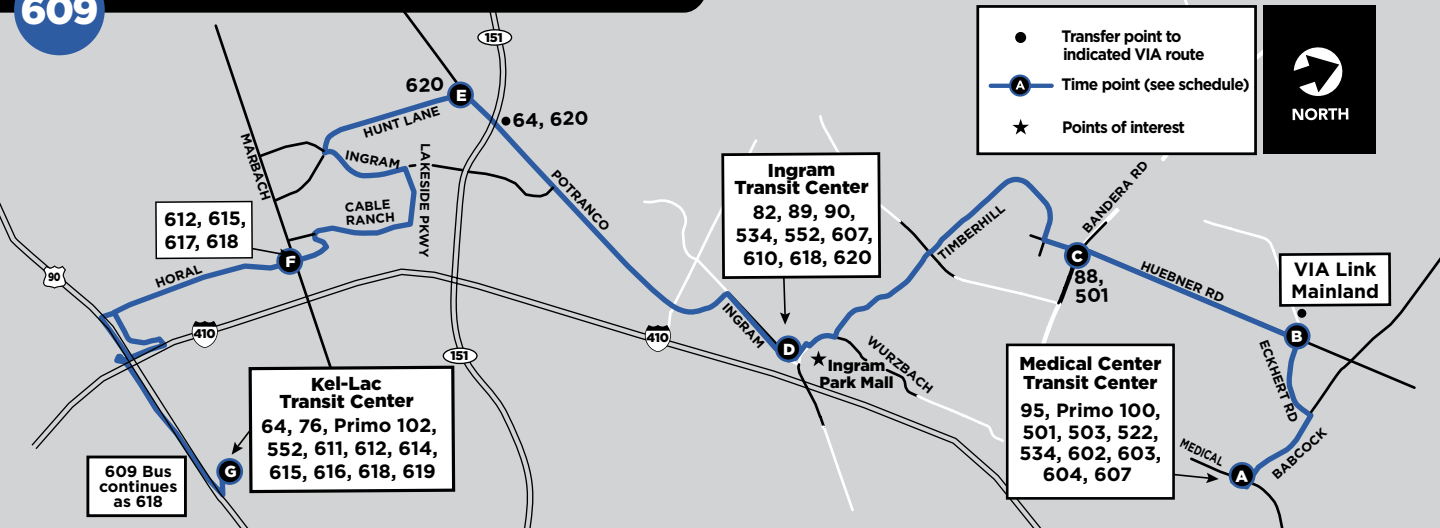 609
Transfer point to
indicated VIA route
A
Time point (see schedule)
Points of interest
NORTH
151
620
E
64, 620
HUNT LANE
MARBACH
INGRAM
LAKESIDE PKWY
CABLE
RANCH
POTRANCO
612, 615,
617, 618
F
HORAL
90
410
151
410
Ingram
Transit Center
82, 89, 90,
534, 552, 607,
610, 618, 620
INGRAM
D
Ingram
Park Mall
WURZBACH
TIMBERHILL
BANDERA RD
C
88,
501
HUEBNER RD
VIA Link
Mainland
B
ECKHERT RD
BABCOCK
MEDICAL
A
Medical Center
Transit Center
95, Primo 100,
501, 503, 522,
534, 602, 603,
604, 607
Kel-Lac
Transit Center
64, 76, Primo 102,
552, 611, 612, 614,
615, 616, 618, 619
G
609 Bus
continues
as 618